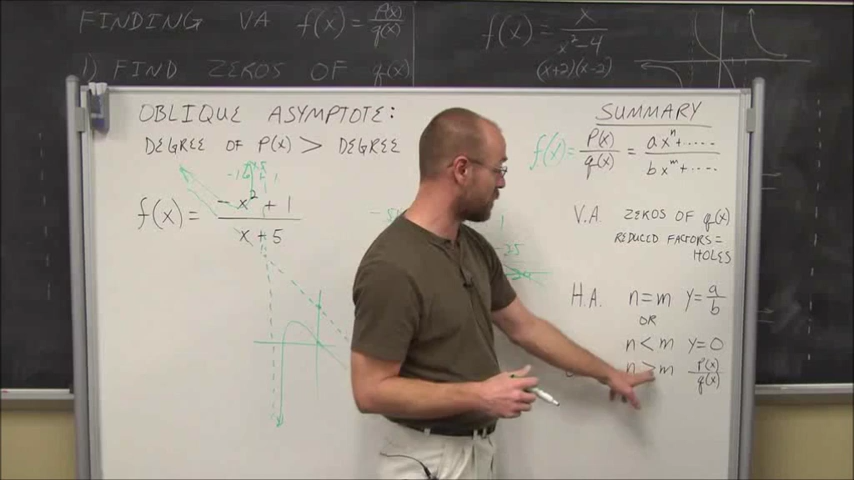 FINDING VA f(x) = P(x)/q(x)
1) FIND ZEROS OF q(x)
f(x) = x/(x²-4)
(x+2)(x-2)
OBLIQUE ASYMPTOTE:
DEGREE OF P(x) > DEGREE
f(x) = (-x² + 1)/(x + 5)
SUMMARY
f(x) = P(x)/q(x) = (axⁿ + .....)/(bxᵐ + ....)
V.A. ZEROS OF q(x)
REDUCED FACTORS =
HOLES
H.A. n = m y = a/b
OR
n < m y = 0
n > m P(x)/q(x)